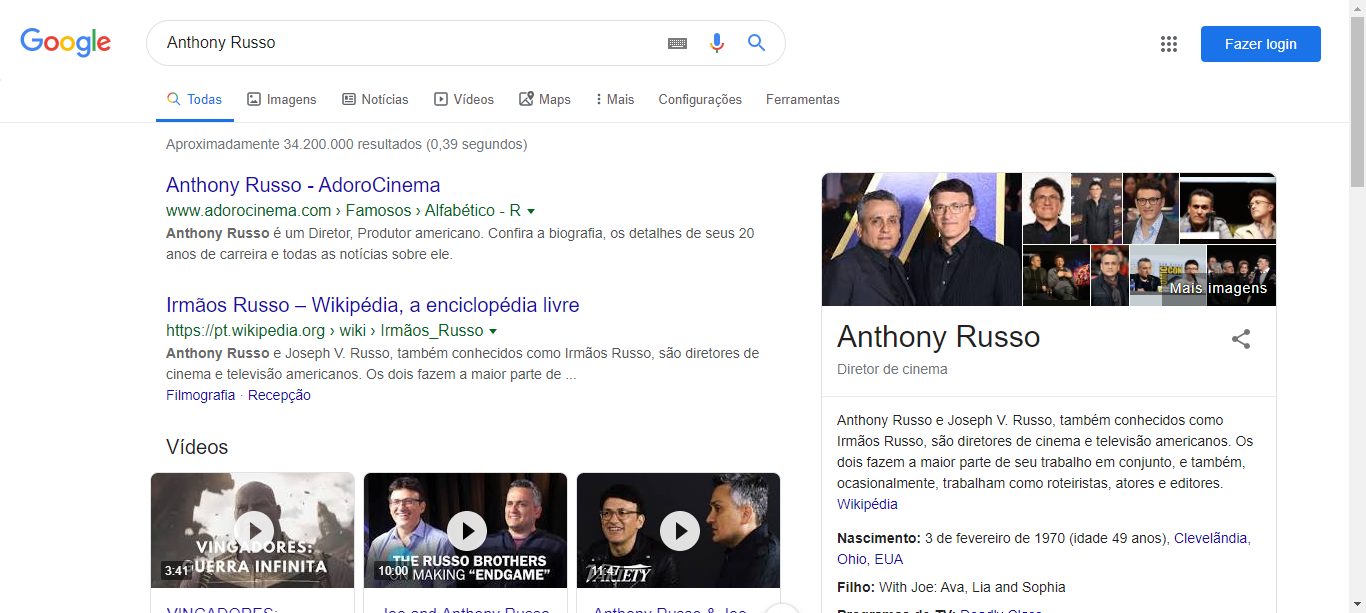 Google
Anthony Russo
Fazer login
Todas
Imagens
Notícias
Vídeos
Maps
Mais
Configurações
Ferramentas
Aproximadamente 34.200.000 resultados (0,39 segundos)
Anthony Russo - AdoroCinema
www.adorocinema.com › Famosos › Alfabético - R
Anthony Russo é um Diretor, Produtor americano. Confira a biografia, os detalhes de seus 20
anos de carreira e todas as notícias sobre ele.
Irmãos Russo – Wikipédia, a enciclopédia livre
https://pt.wikipedia.org › wiki › Irmãos_Russo
Anthony Russo e Joseph V. Russo, também conhecidos como Irmãos Russo, são diretores de
cinema e televisão americanos. Os dois fazem a maior parte de ...
Filmografia · Recepção
Vídeos
VINGADORES:
GUERRA INFINITA
3:41
THE RUSSO BROTHERS
ON MAKING “ENDGAME”
10:00
VARIETY
11:47
VINGADORES:
Joe and Anthony Russo
Anthony Russo & Joe
Mais imagens
Anthony Russo
Diretor de cinema
Anthony Russo e Joseph V. Russo, também conhecidos como
Irmãos Russo, são diretores de cinema e televisão americanos. Os
dois fazem a maior parte de seu trabalho em conjunto, e também,
ocasionalmente, trabalham como roteiristas, atores e editores.
Wikipédia
Nascimento: 3 de fevereiro de 1970 (idade 49 anos), Clevelândia,
Ohio, EUA
Filho: With Joe: Ava, Lia and Sophia
Programas de TV: Deadly Class